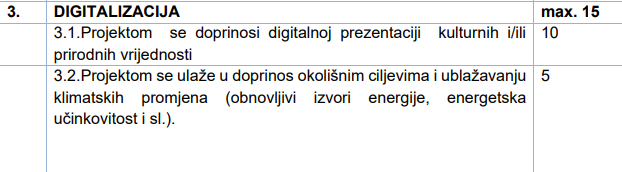 3. DIGITALIZACIJA max. 15
3.1.Projektom se doprinosi digitalnoj prezentaciji kulturnih i/ili 10
prirodnih vrijednosti
3.2.Projektom se ulaže u doprinos okolišnim ciljevima i ublažavanju 5
klimatskih promjena (obnovljivi izvori energije, energetska
učinkovitost i sl.).